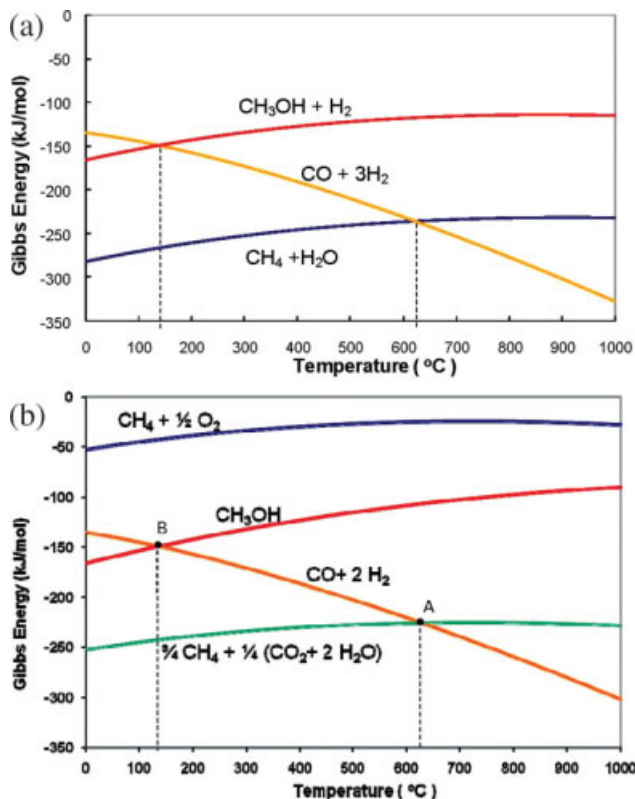 (a)
0
-50
-100
-150
-200
-250
-300
-350
Gibbs Energy (kJ/mol)
CH₃OH + H₂
CO + 3H₂
CH₄ +H₂O
0 100 200 300 400 500 600 700 800 900 1000
Temperature ( ºC )
(b)
0
-50
-100
-150
-200
-250
-300
-350
Gibbs Energy (kJ/mol)
CH₄ + ½ O₂
CH₃OH
B
CO+ 2 H₂
A
¾ CH₄ + ¼ (CO₂+ 2 H₂O)
0 100 200 300 400 500 600 700 800 900 1000
Temperature ( ºC )